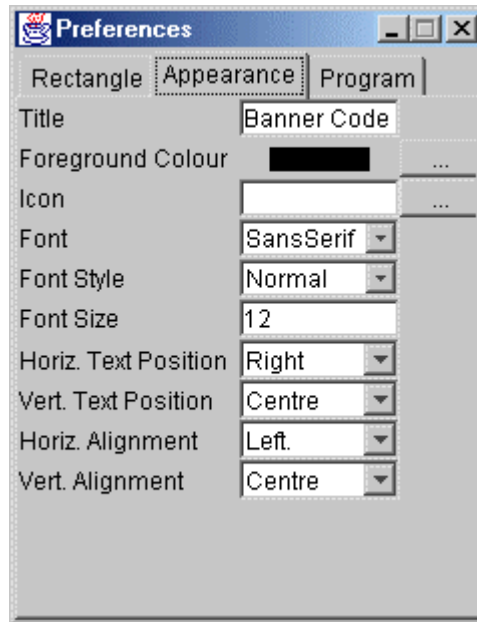 Preferences
Rectangle Appearance Program
Title Banner Code
Foreground Colour ...
Icon ...
Font SansSerif
Font Style Normal
Font Size 12
Horiz. Text Position Right
Vert. Text Position Centre
Horiz. Alignment Left.
Vert. Alignment Centre